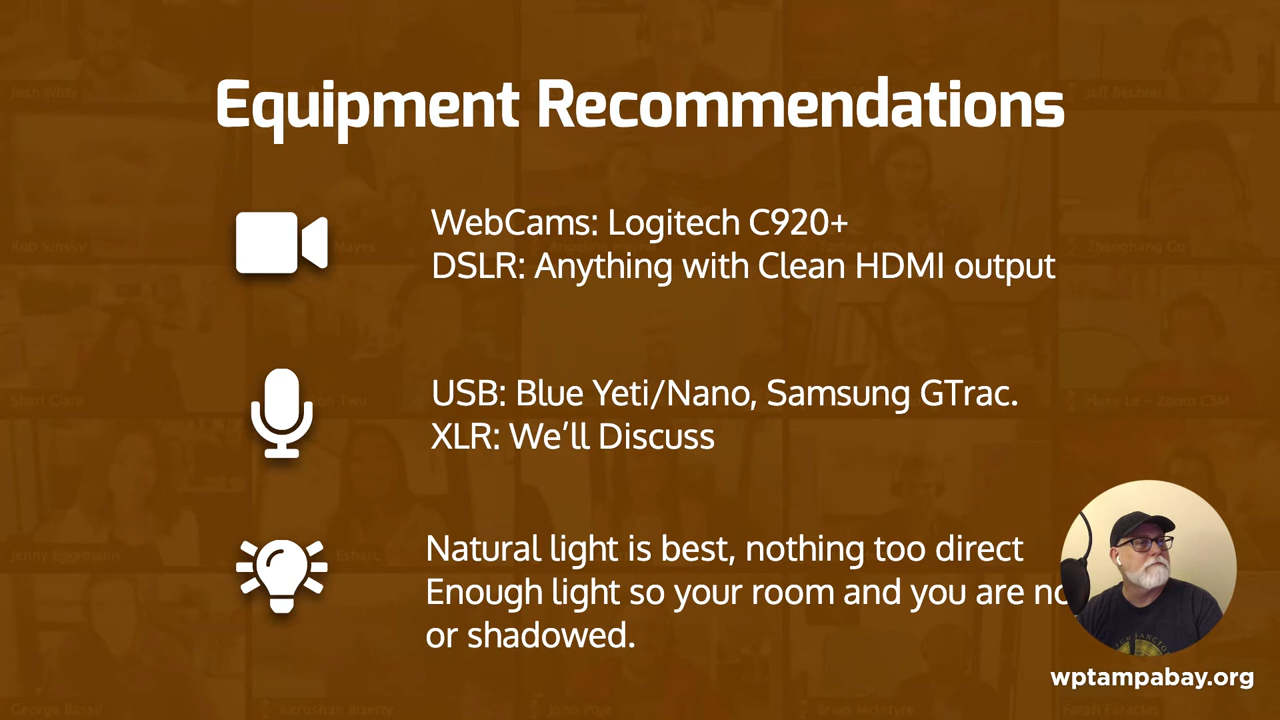 Equipment Recommendations
WebCams: Logitech C920+
DSLR: Anything with Clean HDMI output
USB: Blue Yeti/Nano, Samsung GTrac.
XLR: We'll Discuss
Natural light is best, nothing too direct
Enough light so your room and you are
or shadowed.
wptampabay.org